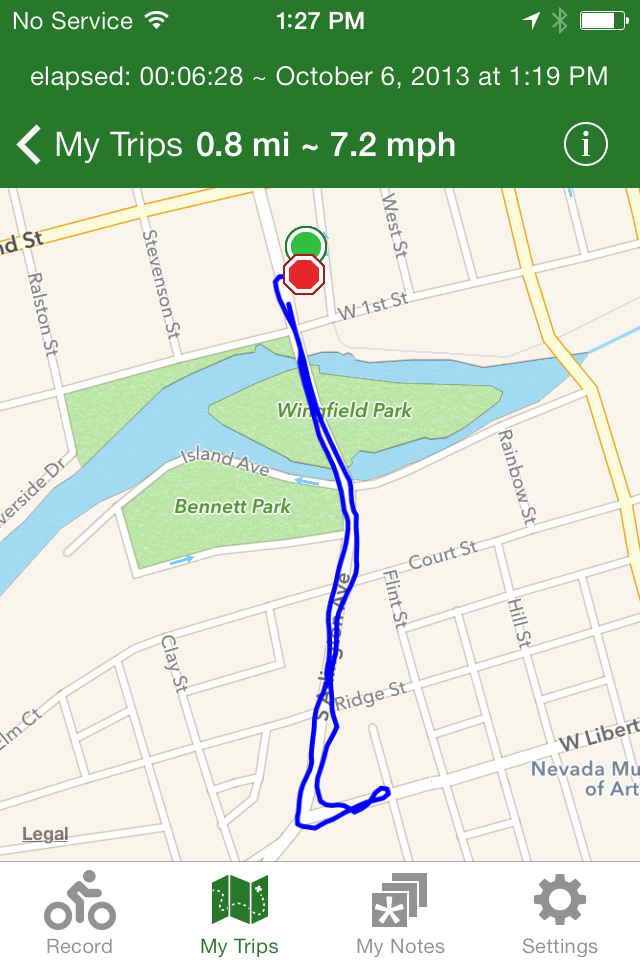 No Service 1:27 PM
elapsed: 00:06:28 ~ October 6, 2013 at 1:19 PM
My Trips 0.8 mi ~ 7.2 mph
i
nd St
Stevenson St
West St
Ralston St
W 1st St
Wingfield Park
Island Ave
Rainbow St
verside Dr
Bennett Park
Court St
Flint St
Hill St
S Arlington Ave
Clay St
Ridge St
Elm Ct
W Libert
Nevada Mu
of Art
Legal
Record My Trips My Notes Settings